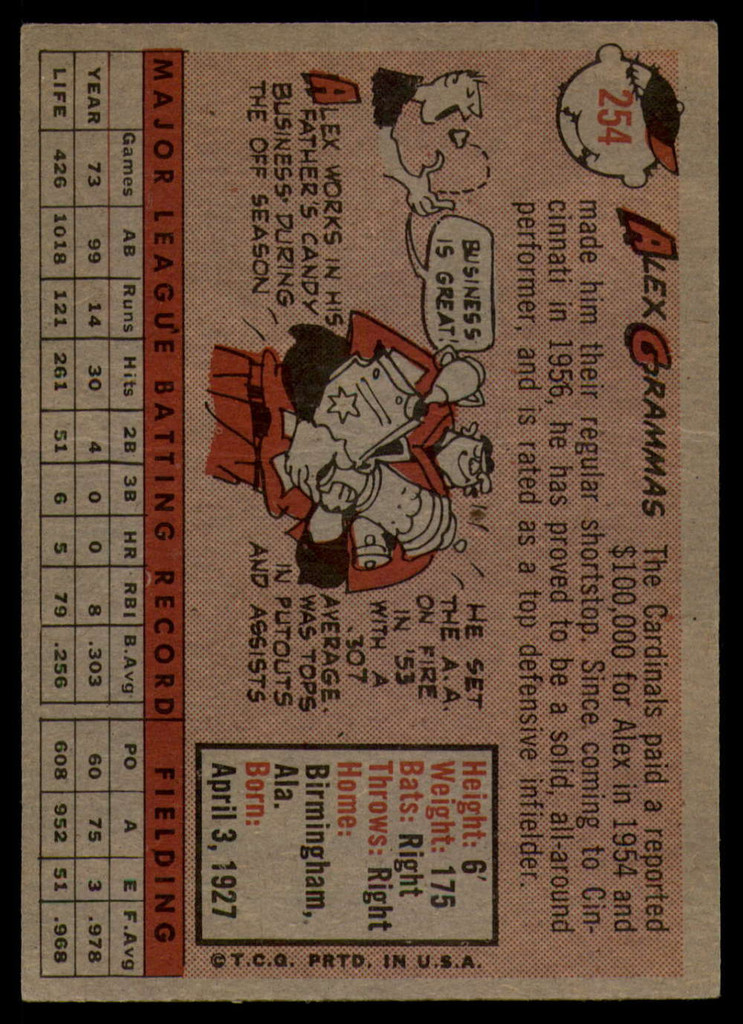 254
ALEX GRAMMAS
The Cardinals paid a reported
$100,000 for Alex in 1954 and
made him their regular shortstop. Since coming to Cin-
cinnati in 1956, he has proved to be a solid, all-around
performer, and is rated as a top defensive infielder.
BUSINESS
IS GREAT!
ALEX WORKS IN HIS
FATHER'S CANDY
BUSINESS DURING
THE OFF SEASON
HE SET
THE A.A.
ON FIRE
IN '53
WITH A
.307
AVERAGE.
WAS TOPS
IN PUTOUTS
AND ASSISTS
Height: 6'
Weight: 175
Bats: Right
Throws: Right
Home:
Birmingham,
Ala.
Born:
April 3, 1927
© T.C.G. PRTD. IN U.S.A.
MAJOR LEAGUE BATTING RECORD FIELDING
Games AB Runs Hits 2B 3B HR RBI B.Avg PO A E F.Avg
YEAR 73 99 14 30 4 0 0 8 .303 60 75 3 .978
LIFE 426 1018 121 261 51 6 5 79 .256 608 952 51 .968